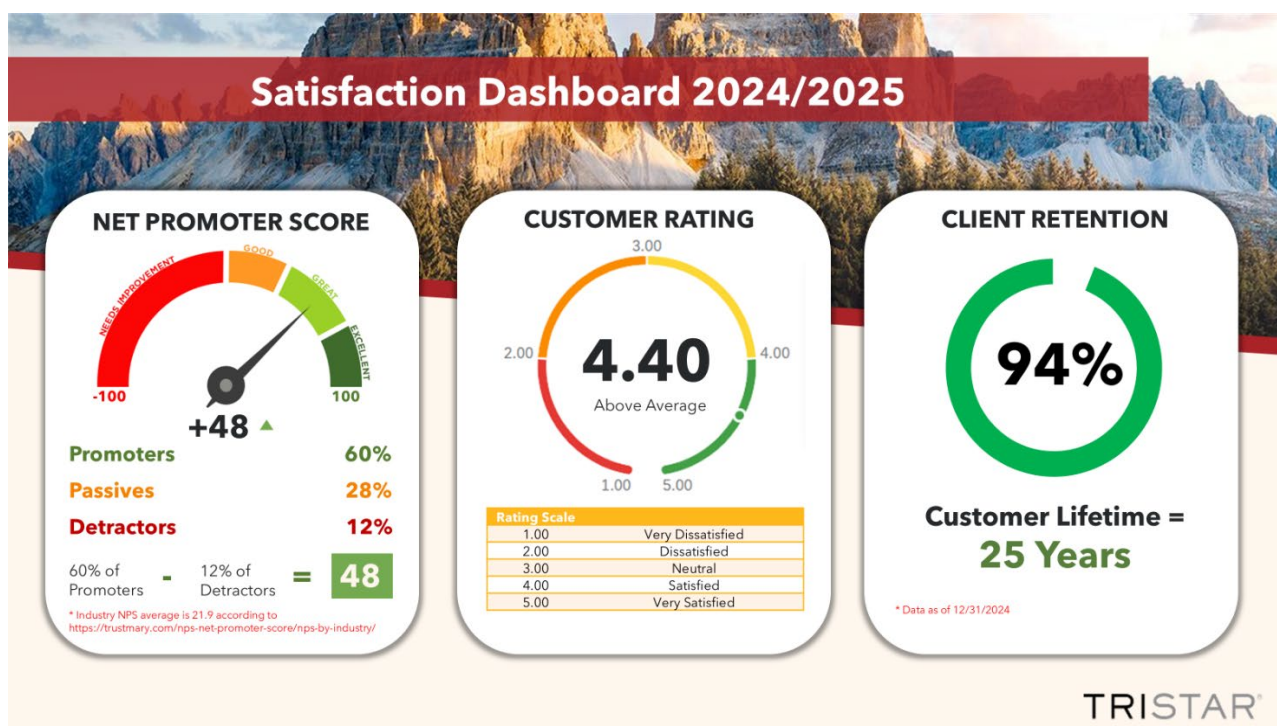 Satisfaction Dashboard 2024/2025
NET PROMOTER SCORE
NEEDS IMPROVEMENT
GOOD
GREAT
EXCELLENT
-100
100
+48
Promoters 60%
Passives 28%
Detractors 12%
60% of Promoters - 12% of Detractors = 48
* Industry NPS average is 21.9 according to
https://trustmary.com/nps-net-promoter-score/nps-by-industry/
CUSTOMER RATING
3.00
2.00
4.00
4.40
Above Average
1.00
5.00
Rating Scale
1.00 Very Dissatisfied
2.00 Dissatisfied
3.00 Neutral
4.00 Satisfied
5.00 Very Satisfied
CLIENT RETENTION
94%
Customer Lifetime =
25 Years
* Data as of 12/31/2024
TRISTAR®